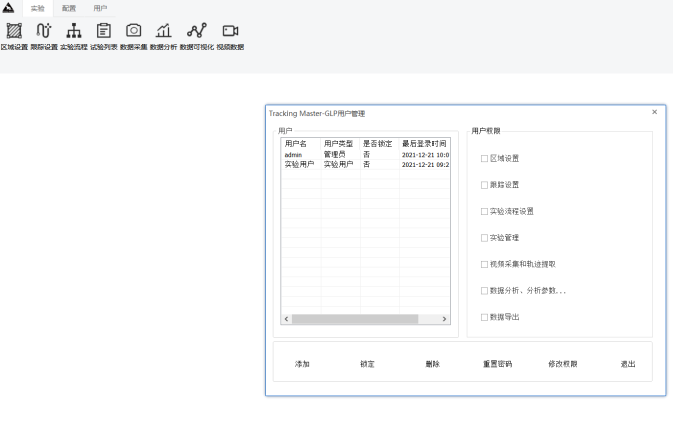 实验 配置 用户
区域设置 跟踪设置 实验流程 试验列表 数据采集 数据分析 数据可视化 视频数据
Tracking Master-GLP用户管理
用户
用户名 用户类型 是否锁定 最后登录时间
admin 管理员 否 2021-12-21 10:0
实验用户 实验用户 否 2021-12-21 09:2
用户权限
区域设置
跟踪设置
实验流程设置
实验管理
视频采集和轨迹提取
数据分析、分析参数...
数据导出
添加 锁定 删除 重置密码 修改权限 退出